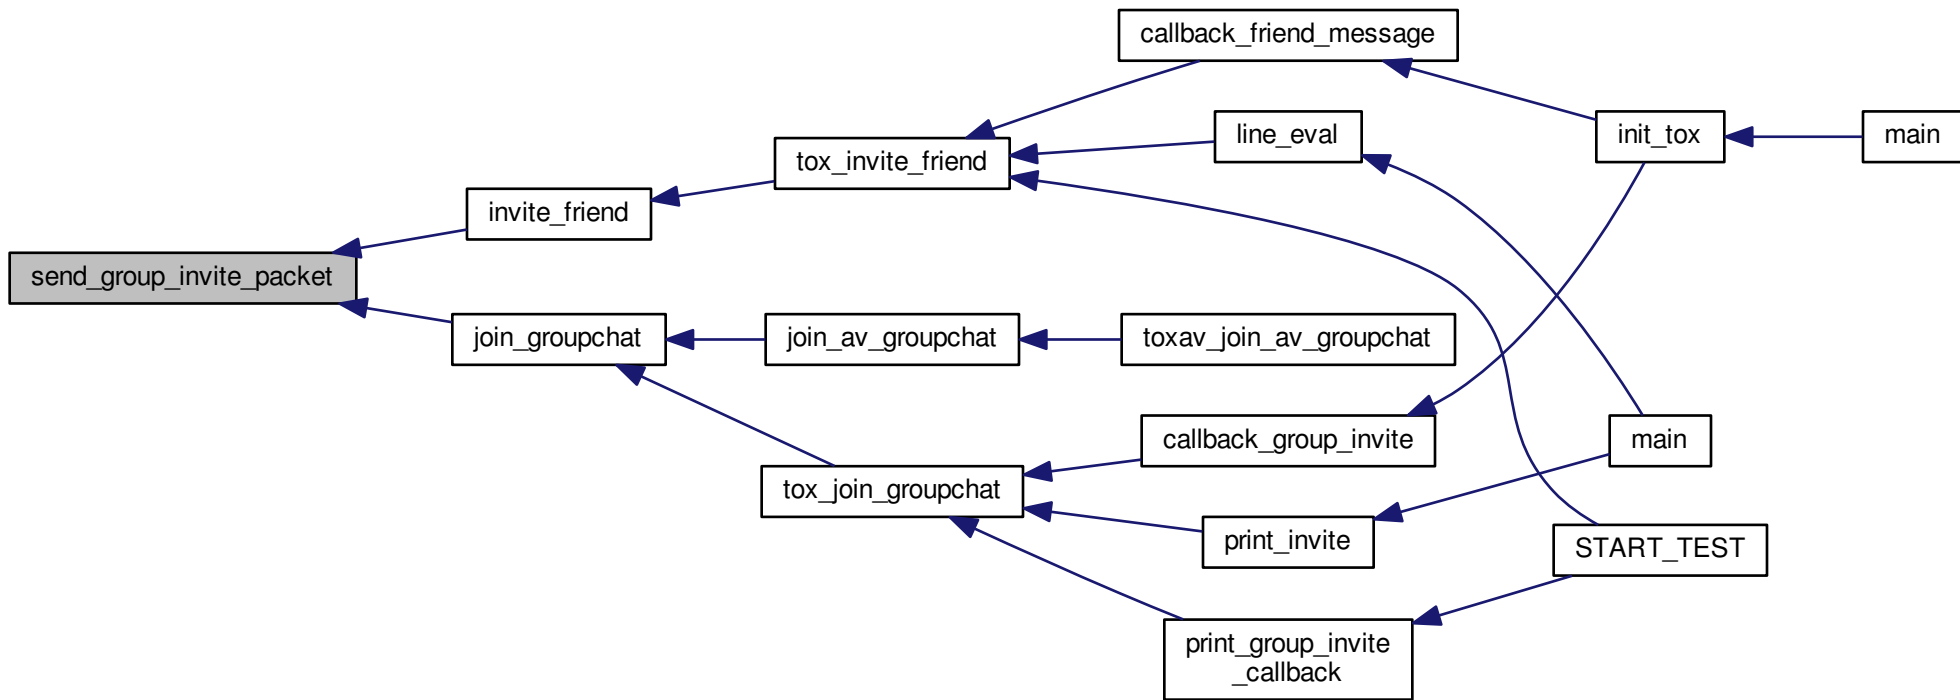 callback_friend_message
line_eval
init_tox
main
tox_invite_friend
invite_friend
send_group_invite_packet
join_groupchat
join_av_groupchat
toxav_join_av_groupchat
callback_group_invite
main
tox_join_groupchat
print_invite
START_TEST
print_group_invite
_callback